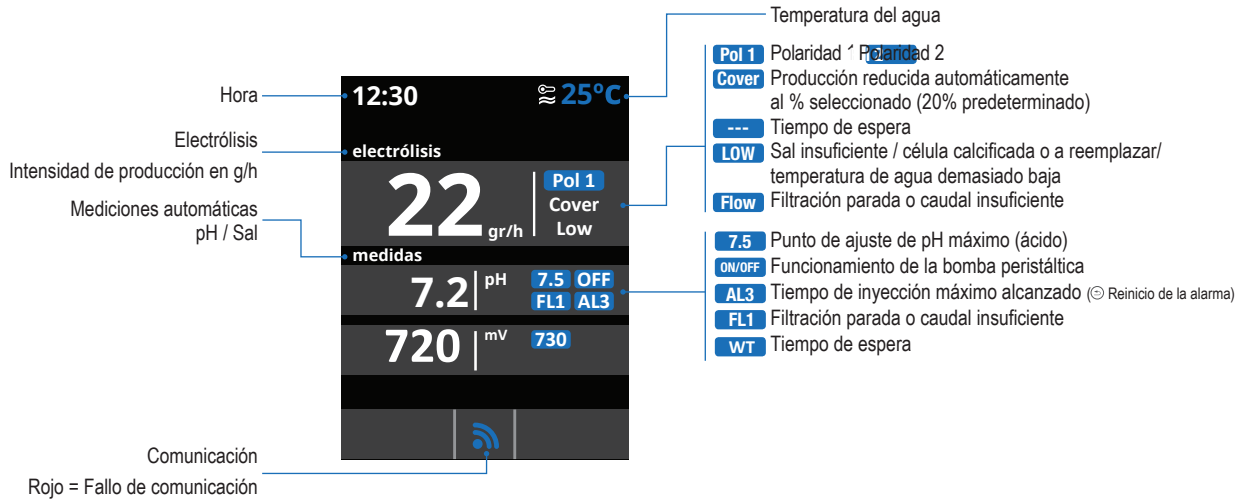 Temperatura del agua
Pol 1 Polaridad 1 Polaridad 2
Cover Producción reducida automáticamente
al % seleccionado (20% predeterminado)
--- Tiempo de espera
LOW Sal insuficiente / célula calcificada o a reemplazar/
temperatura de agua demasiado baja
Flow Filtración parada o caudal insuficiente
Hora
Electrólisis
Intensidad de producción en g/h
Mediciones automáticas
pH / Sal
12:30 25ºC
electrólisis
22 gr/h
Pol 1
Cover
Low
medidas
7.2 pH 7.5 OFF
FL1 AL3
720 mV 730
7.5 Punto de ajuste de pH máximo (ácido)
ON/OFF Funcionamiento de la bomba peristáltica
AL3 Tiempo de inyección máximo alcanzado (Reinicio de la alarma)
FL1 Filtración parada o caudal insuficiente
WT Tiempo de espera
Comunicación
Rojo = Fallo de comunicación